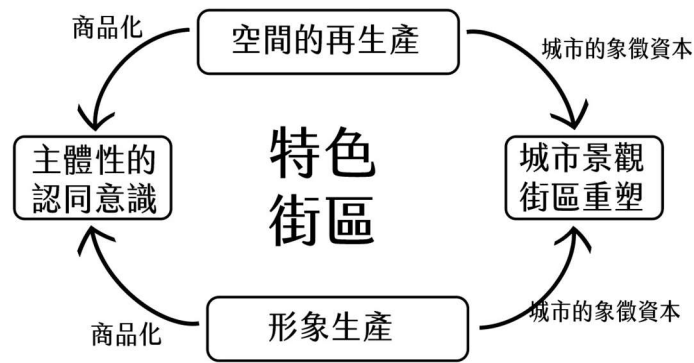 商品化
空間的再生產
城市的象徵資本
主體性的
認同意識
特色
街區
城市景觀
街區重塑
商品化
形象生產
城市的象徵資本